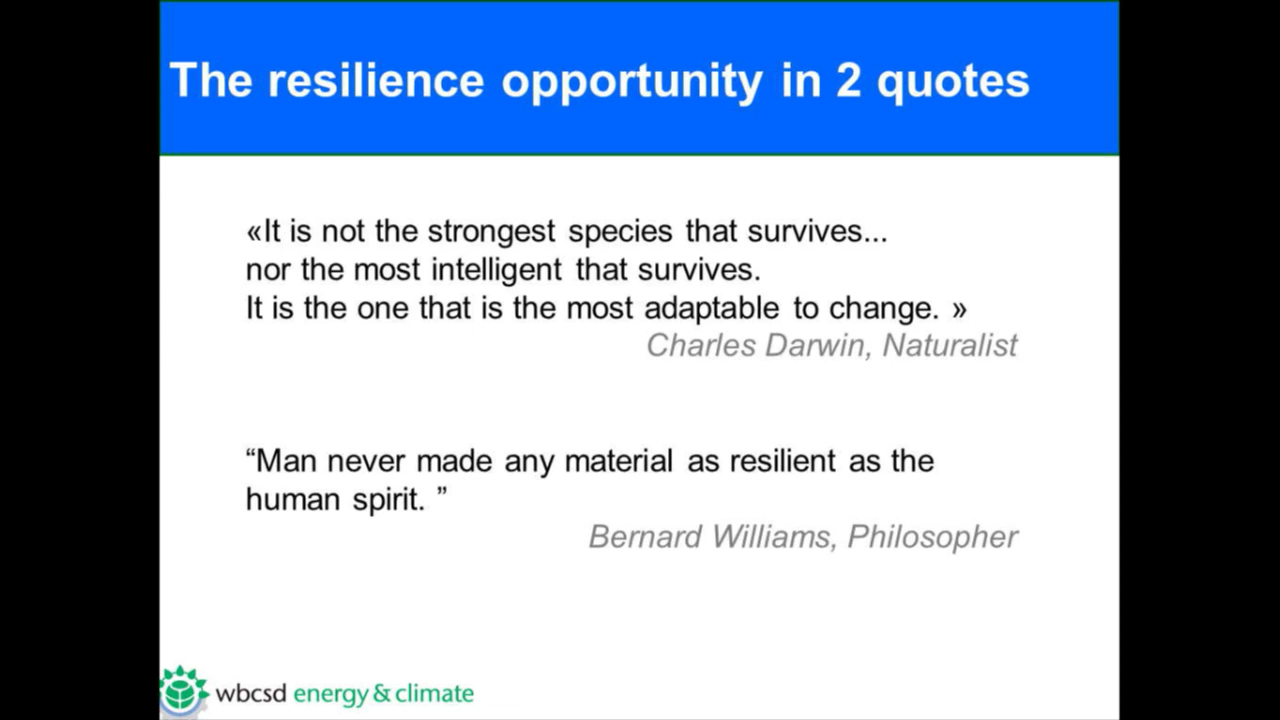 The resilience opportunity in 2 quotes
«It is not the strongest species that survives...
nor the most intelligent that survives.
It is the one that is the most adaptable to change. »
Charles Darwin, Naturalist
“Man never made any material as resilient as the
human spirit. ”
Bernard Williams, Philosopher
wbcsd energy & climate